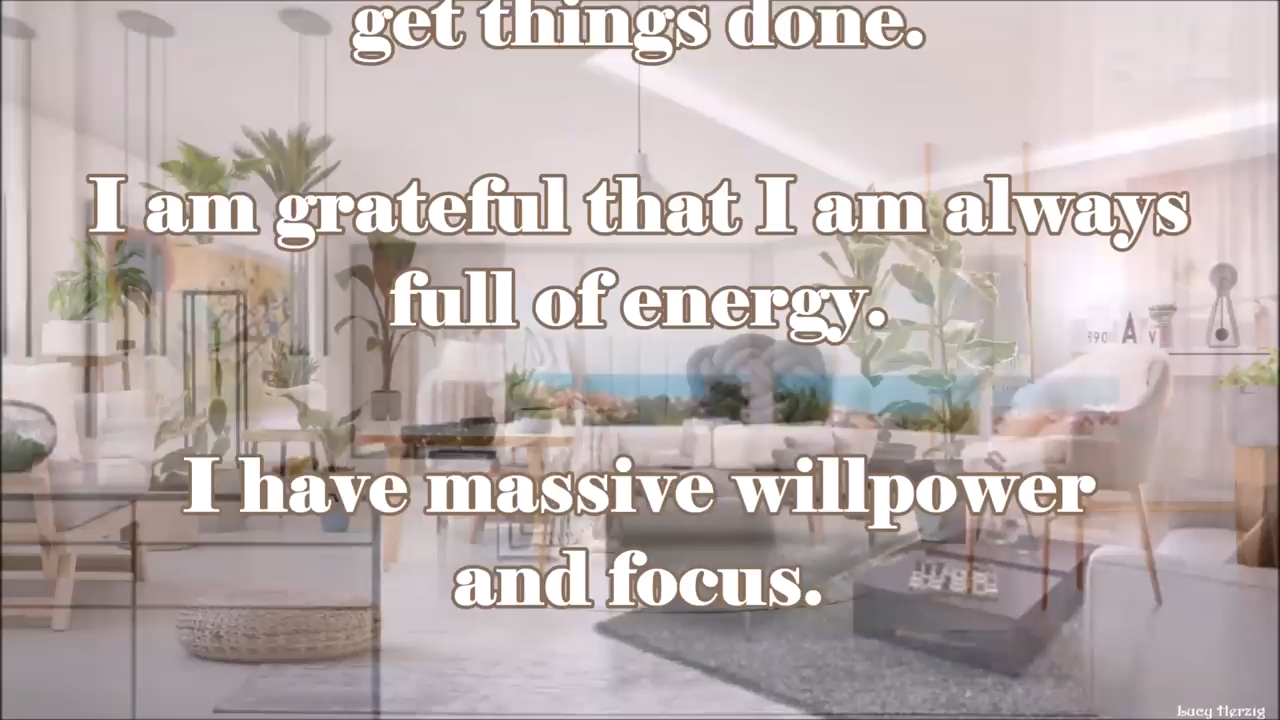 get things done.
I am grateful that I am always
full of energy.
A
I have massive willpower
and focus.
Lucy Herzig